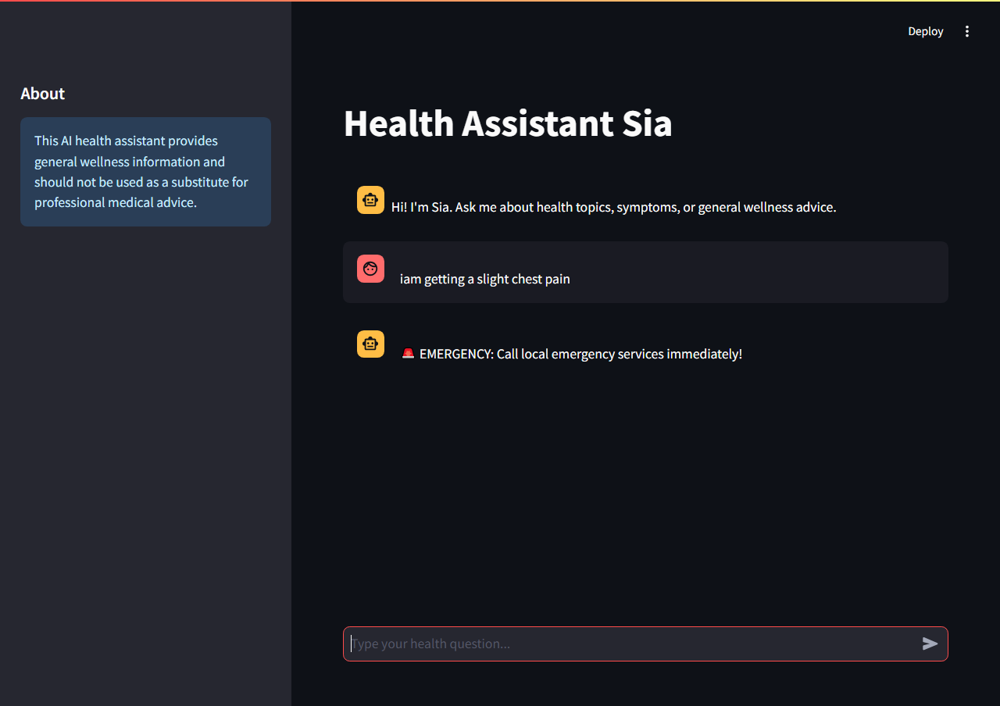 Deploy
About
This AI health assistant provides
general wellness information and
should not be used as a substitute for
professional medical advice.
Health Assistant Sia
Hi! I'm Sia. Ask me about health topics, symptoms, or general wellness advice.
iam getting a slight chest pain
🚨 EMERGENCY: Call local emergency services immediately!
Type your health question...